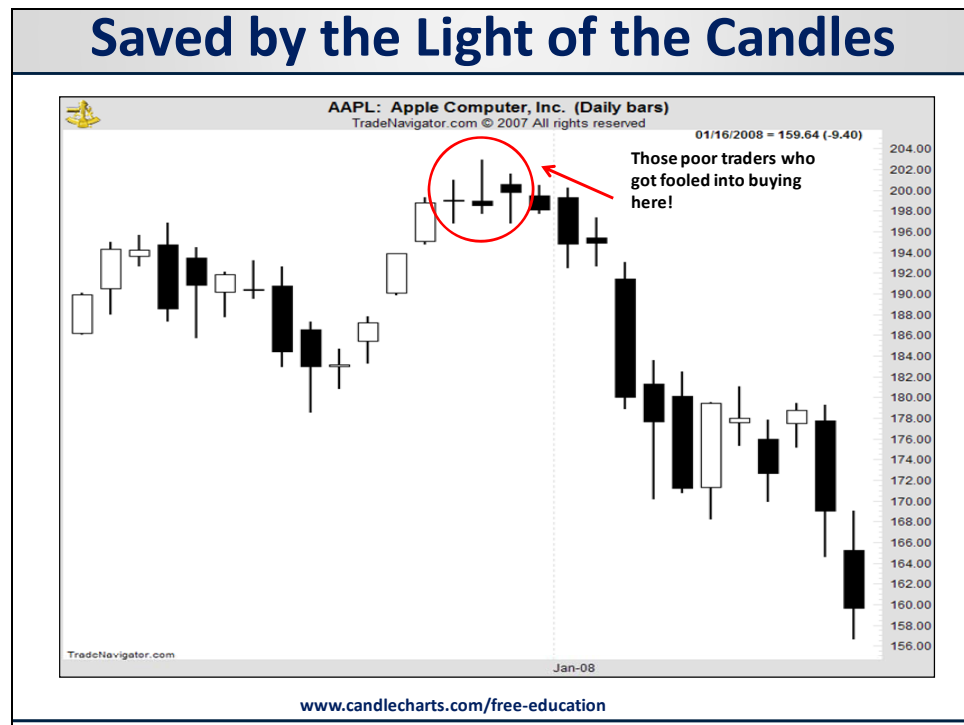 Saved by the Light of the Candles
AAPL: Apple Computer, Inc. (Daily bars)
TradeNavigator.com © 2007 All rights reserved
01/16/2008 = 159.64 (-9.40)
Those poor traders who
got fooled into buying
here!
204.00
202.00
200.00
198.00
196.00
194.00
192.00
190.00
188.00
186.00
184.00
182.00
180.00
178.00
176.00
174.00
172.00
170.00
168.00
166.00
164.00
162.00
160.00
158.00
156.00
TradeNavigator.com
Jan-08
www.candlecharts.com/free-education